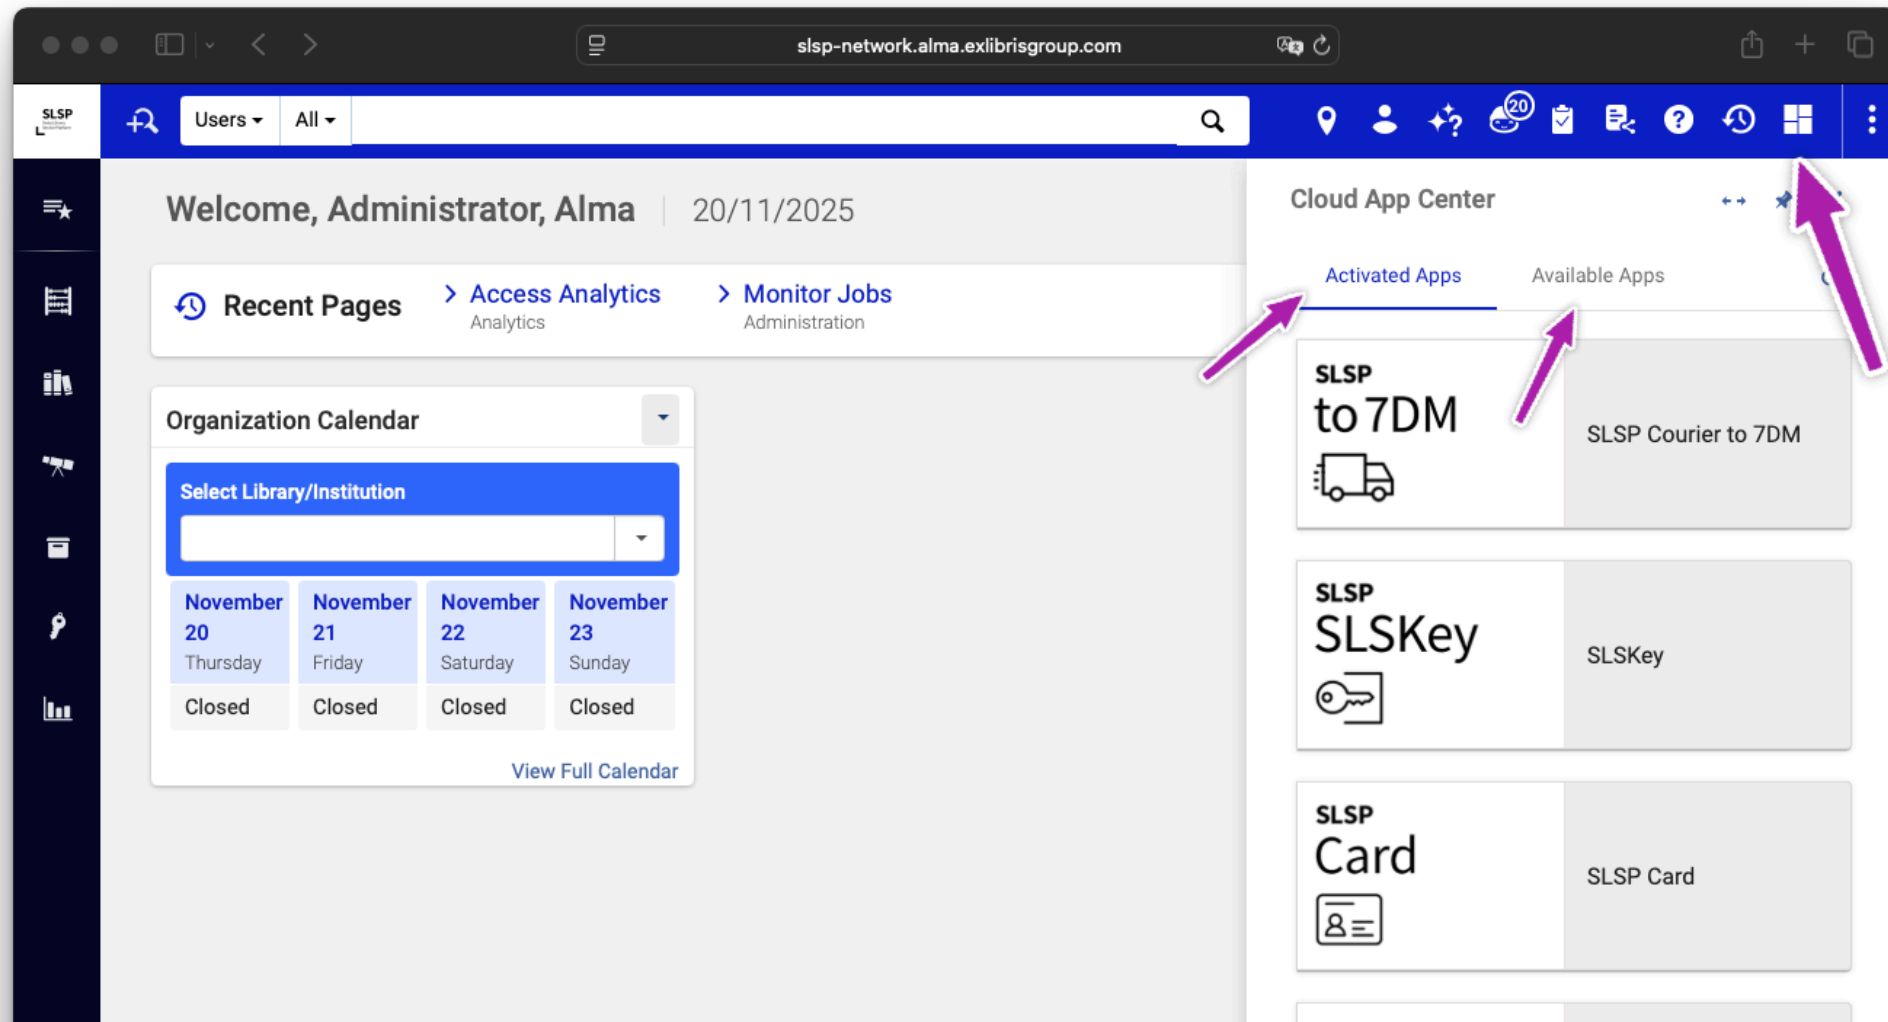 slsp-network.alma.exlibrisgroup.com
SLSP
Users
All
20
?
?
Welcome, Administrator, Alma
20/11/2025
Recent Pages
Access Analytics
Analytics
Monitor Jobs
Administration
Organization Calendar
Select Library/Institution
November 20
Thursday
Closed
November 21
Friday
Closed
November 22
Saturday
Closed
November 23
Sunday
Closed
View Full Calendar
Cloud App Center
Activated Apps
Available Apps
SLSP
to 7DM
SLSP Courier to 7DM
SLSP
SLSKey
SLSKey
SLSP
Card
SLSP Card